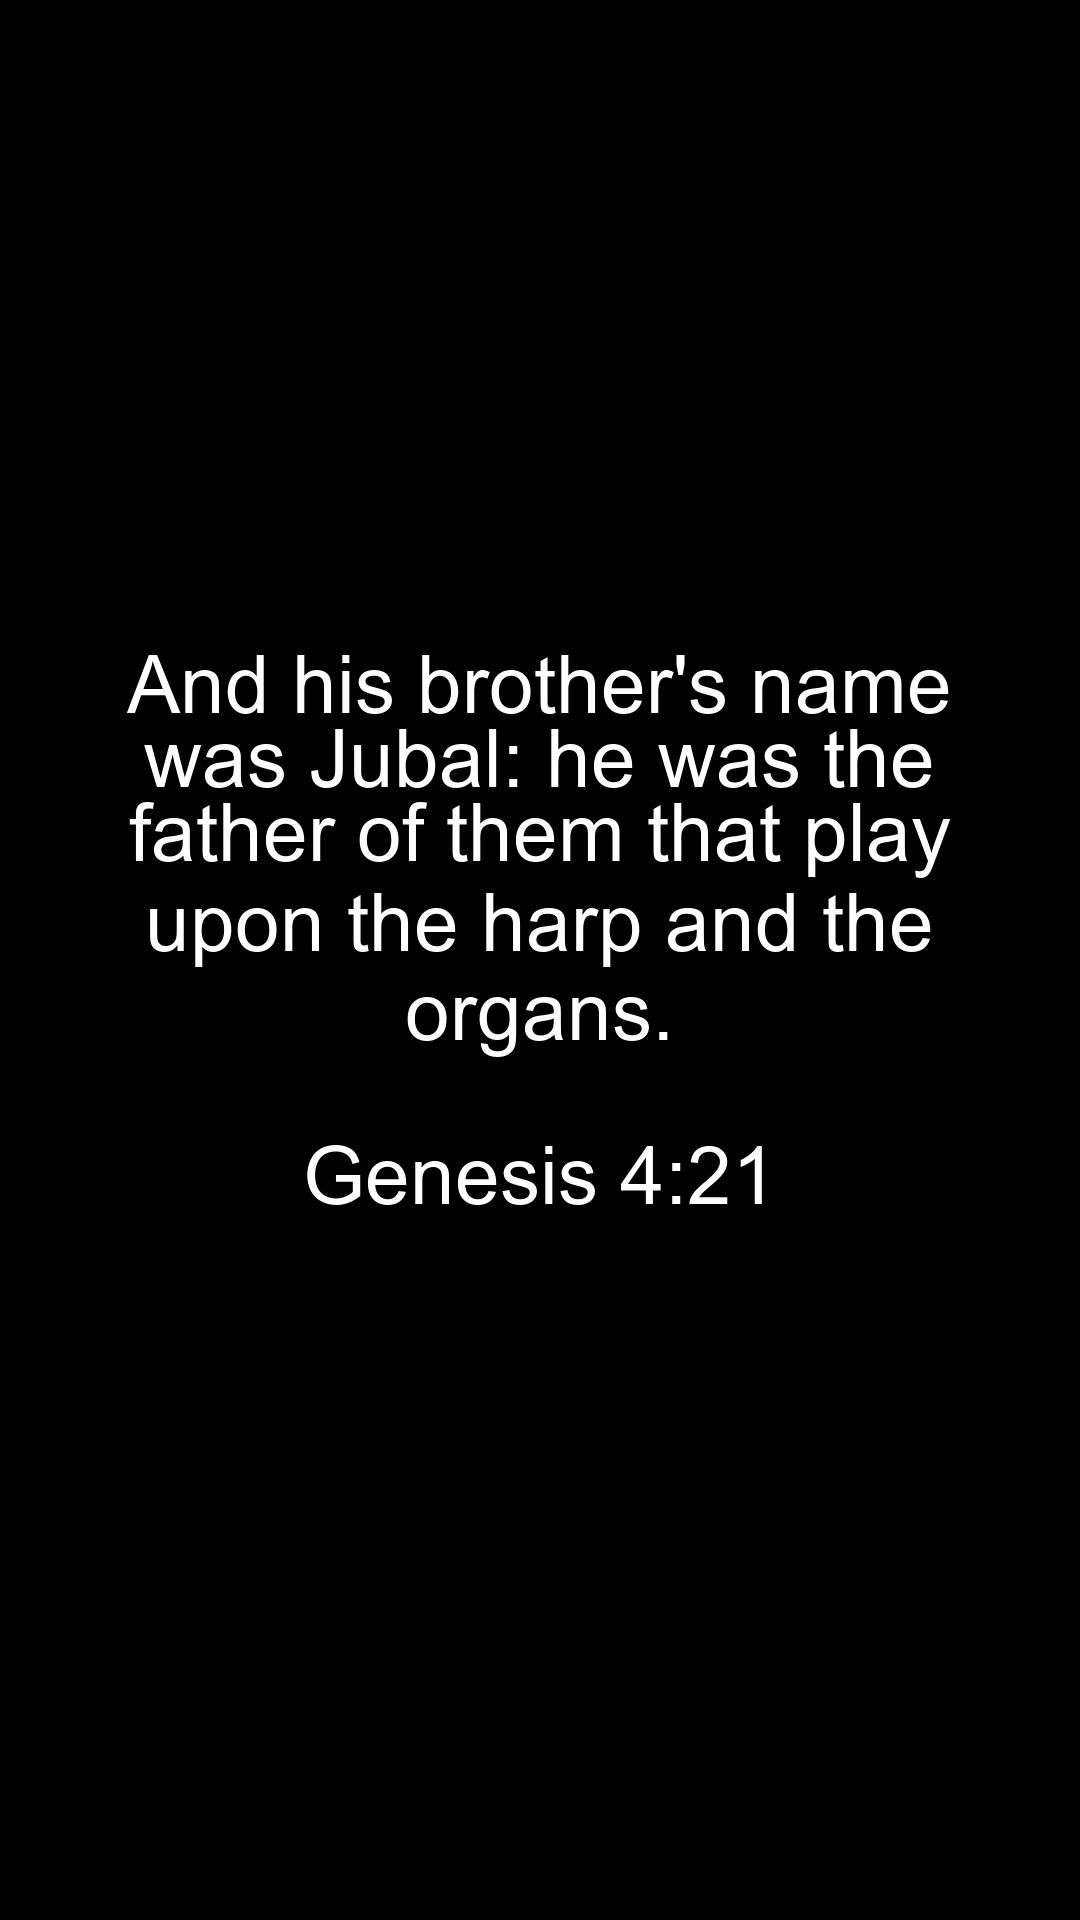 And his brother's name
was Jubal: he was the
father of them that play
upon the harp and the
organs.
Genesis 4:21